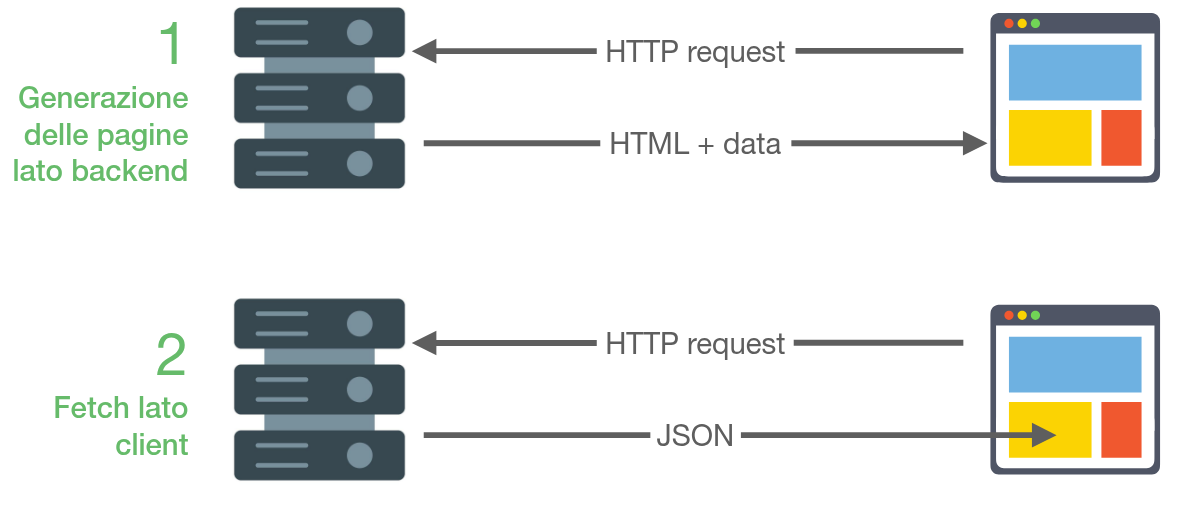 1
Generazione
delle pagine
lato backend
HTTP request
HTML + data
2
Fetch lato
client
HTTP request
JSON